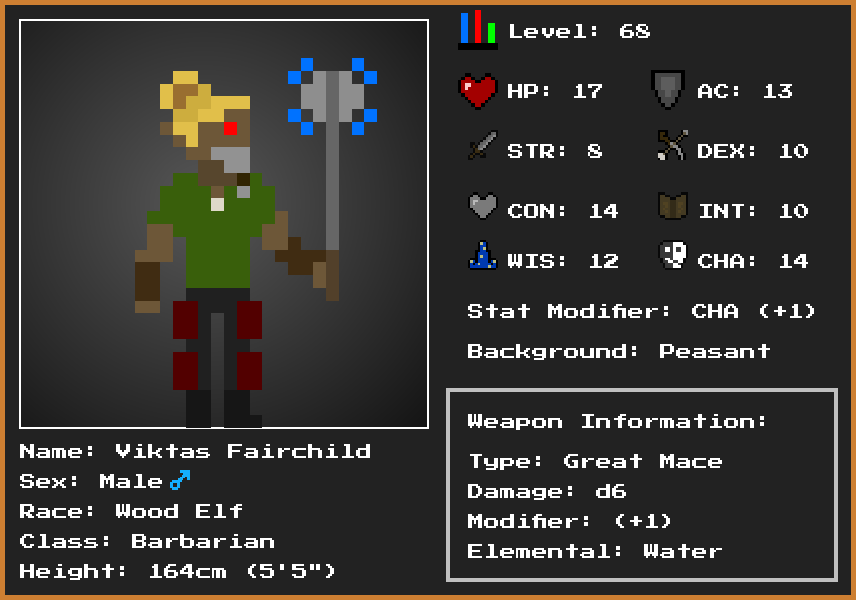 Level: 68
HP: 17
AC: 13
STR: 8
DEX: 10
CON: 14
INT: 10
WIS: 12
CHA: 14
Stat Modifier: CHA (+1)
Background: Peasant
Name: Viktas Fairchild
Sex: Male♂
Race: Wood Elf
Class: Barbarian
Height: 164cm (5'5")
Weapon Information:
Type: Great Mace
Damage: d6
Modifier: (+1)
Elemental: Water